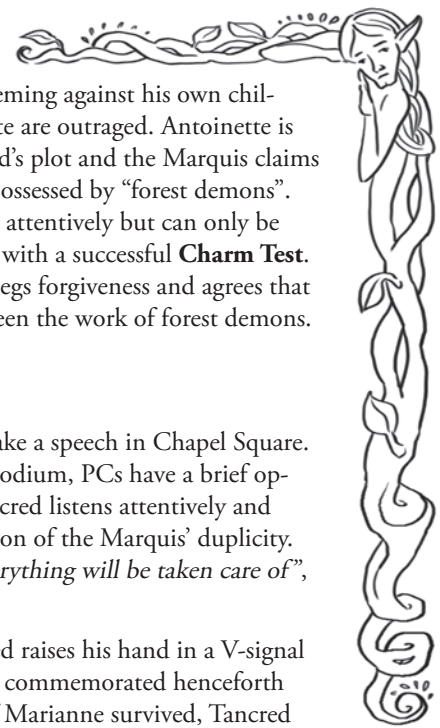 eming against his own chil-
te are outraged. Antoinette is
d’s plot and the Marquis claims
ossessed by “forest demons”.
attentively but can only be
with a successful Charm Test.
egs forgiveness and agrees that
een the work of forest demons.
ake a speech in Chapel Square.
odium, PCs have a brief op-
cred listens attentively and
on of the Marquis’ duplicity.
rything will be taken care of”,
d raises his hand in a V-signal
commemorated henceforth
f Marianne survived, Tancred